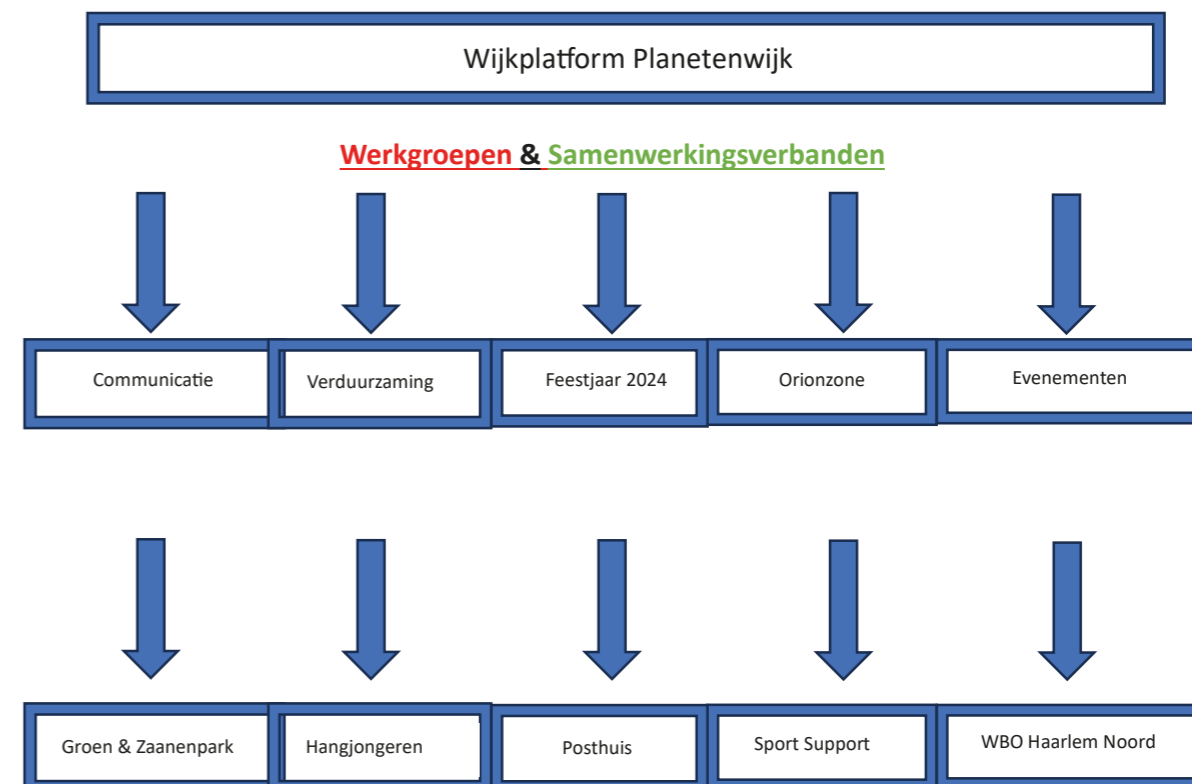 Wijkplatform Planetenwijk
Werkgroepen & Samenwerkingsverbanden
Communicatie
Verduurzaming
Feestjaar 2024
Orionzone
Evenementen
Groen & Zaanenpark
Hangjongeren
Posthuis
Sport Support
WBO Haarlem Noord